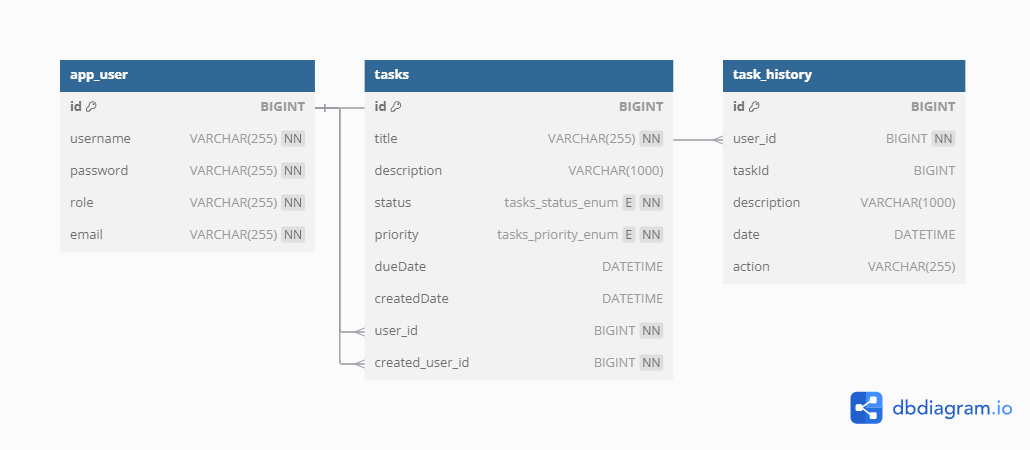 app_user
id BIGINT
username VARCHAR(255) NN
password VARCHAR(255) NN
role VARCHAR(255) NN
email VARCHAR(255) NN
tasks
id BIGINT
title VARCHAR(255) NN
description VARCHAR(1000)
status tasks_status_enum E NN
priority tasks_priority_enum E NN
dueDate DATETIME
createdDate DATETIME
user_id BIGINT NN
created_user_id BIGINT NN
task_history
id BIGINT
user_id BIGINT NN
taskId BIGINT
description VARCHAR(1000)
date DATETIME
action VARCHAR(255)
dbdiagram.io